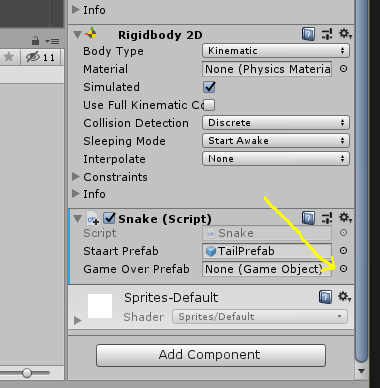 Info
Rigidbody 2D
Body Type Kinematic
Material None (Physics Materia
Simulated
Use Full Kinematic Co
Collision Detection Discrete
Sleeping Mode Start Awake
Interpolate None
Constraints
Info
11
Snake (Script)
Script Snake
Staart Prefab TailPrefab
Game Over Prefab None (Game Object)
Sprites-Default
Shader Sprites/Default
Add Component